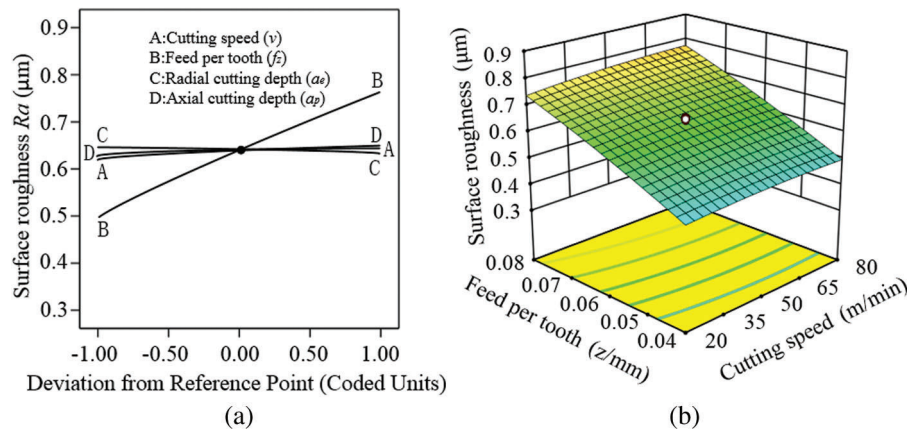 (a)
Surface roughness Ra (μm)
0.9
0.8
0.7
0.6
0.5
0.4
0.3
A:Cutting speed (v)
B:Feed per tooth (fz)
C:Radial cutting depth (ae)
D:Axial cutting depth (ap)
B
C
D
A
B
D
A
C
-1.00 -0.50 0.00 0.50 1.00
Deviation from Reference Point (Coded Units)
(b)
Surface roughness (μm)
0.9
0.8
0.7
0.6
0.5
0.4
0.3
0.08
0.07
0.06
0.05
0.04
Feed per tooth (z/mm)
20
35
50
65
80
Cutting speed (m/min)